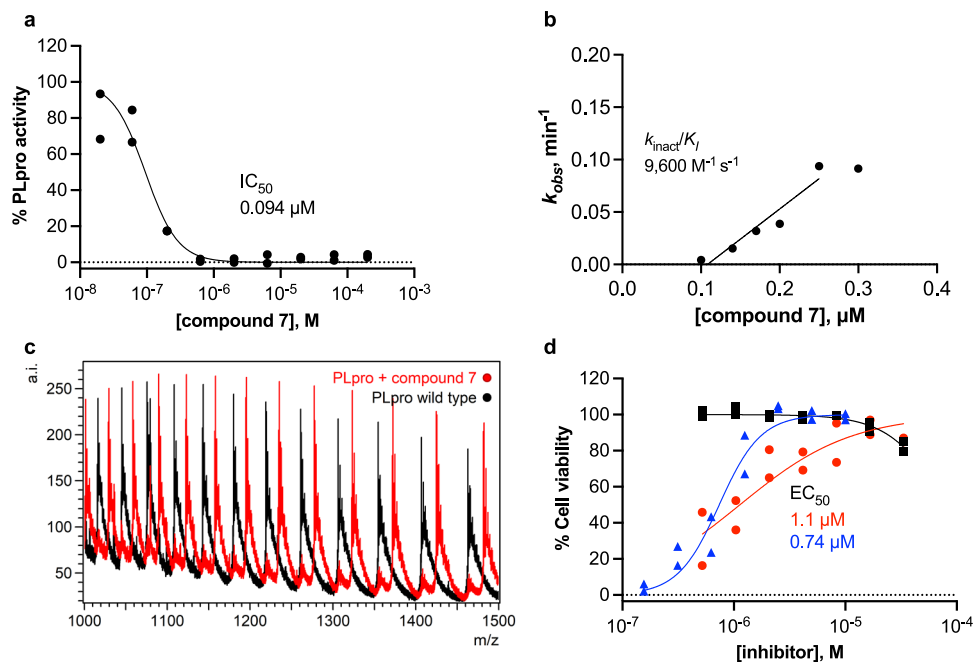 a
% PLpro activity
120
100
80
60
40
20
0
10⁻⁸ 10⁻⁷ 10⁻⁶ 10⁻⁵ 10⁻⁴ 10⁻³
[compound 7], M
IC₅₀
0.094 µM
b
k_obs, min⁻¹
0.20
0.15
0.10
0.05
0.00
0.0 0.1 0.2 0.3 0.4
[compound 7], µM
k_inact/K_I
9,600 M⁻¹ s⁻¹
c
a.i.
250
200
150
100
50
1000 1100 1200 1300 1400 1500
m/z
PLpro + compound 7
PLpro wild type
d
% Cell viability
120
100
80
60
40
20
0
10⁻⁷ 10⁻⁶ 10⁻⁵ 10⁻⁴
[inhibitor], M
EC₅₀
1.1 µM
0.74 µM